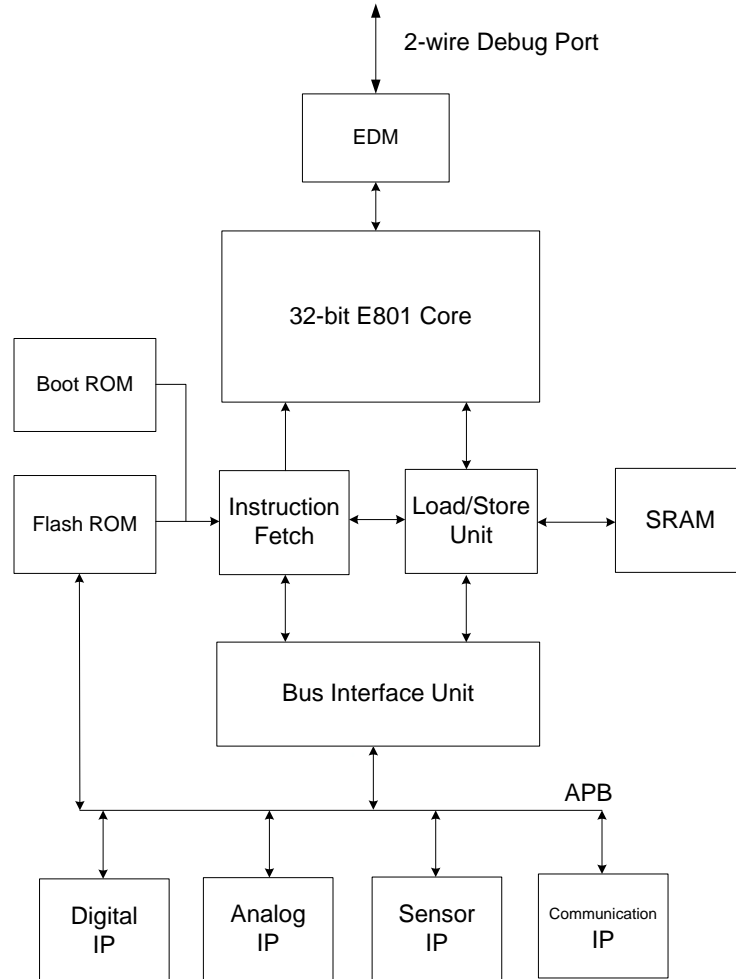 2-wire Debug Port
EDM
32-bit E801 Core
Boot ROM
Flash ROM
Instruction
Fetch
Load/Store
Unit
SRAM
Bus Interface Unit
APB
Digital
IP
Analog
IP
Sensor
IP
Communication
IP